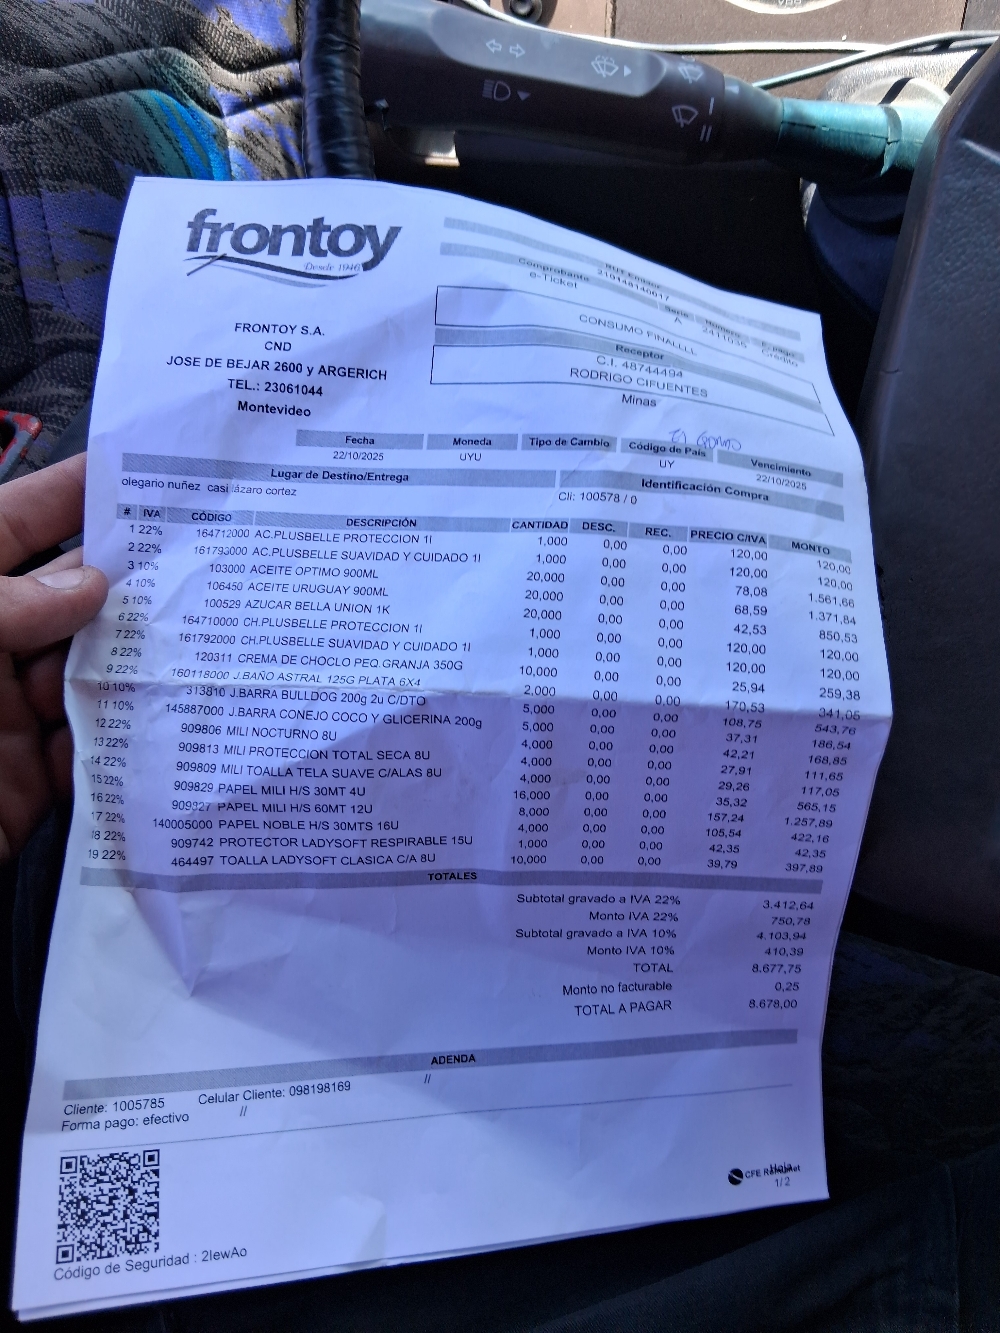 frontoy
Desde 1946
FRONTOY S.A.
CND
JOSE DE BEJAR 2600 y ARGERICH
TEL.: 23061044
Montevideo
RUT Emisor
210148140017
Comprobante Serie Número F. pago
e-Ticket A 2411035 Crédito
CONSUMO FINALLLL
Receptor
C.I. 48744494
RODRIGO CIFUENTES
Minas
Fecha Moneda Tipo de Cambio Código de País Vencimiento
22/10/2025 UYU UY 22/10/2025
Lugar de Destino/Entrega Identificación Compra
olegario nuñez casi lázaro cortez Cli: 100578 / 0
# IVA CÓDIGO DESCRIPCIÓN CANTIDAD DESC. REC. PRECIO C/IVA MONTO
1 22% 164712000 AC.PLUSBELLE PROTECCION 1l 1,000 0,00 0,00 120,00 120,00
2 22% 161793000 AC.PLUSBELLE SUAVIDAD Y CUIDADO 1l 1,000 0,00 0,00 120,00 120,00
3 10% 103000 ACEITE OPTIMO 900ML 20,000 0,00 0,00 78,08 1.561,66
4 10% 106450 ACEITE URUGUAY 900ML 20,000 0,00 0,00 68,59 1.371,84
5 10% 100529 AZUCAR BELLA UNION 1K 20,000 0,00 0,00 42,53 850,53
6 22% 164710000 CH.PLUSBELLE PROTECCION 1l 1,000 0,00 0,00 120,00 120,00
7 22% 161792000 CH.PLUSBELLE SUAVIDAD Y CUIDADO 1l 1,000 0,00 0,00 120,00 120,00
8 22% 120311 CREMA DE CHOCLO PEQ.GRANJA 350G 10,000 0,00 0,00 25,94 259,38
9 22% 160118000 J.BAÑO ASTRAL 125G PLATA 6X4 2,000 0,00 0,00 170,53 341,05
10 10% 313810 J.BARRA BULLDOG 200g 2u C/DTO 5,000 0,00 0,00 108,75 543,76
11 10% 145887000 J.BARRA CONEJO COCO Y GLICERINA 200g 5,000 0,00 0,00 37,31 186,54
12 22% 909806 MILI NOCTURNO 8U 4,000 0,00 0,00 42,21 168,85
13 22% 909813 MILI PROTECCION TOTAL SECA 8U 4,000 0,00 0,00 27,91 111,65
14 22% 909809 MILI TOALLA TELA SUAVE C/ALAS 8U 4,000 0,00 0,00 29,26 117,05
15 22% 909829 PAPEL MILI H/S 30MT 4U 16,000 0,00 0,00 35,32 565,15
16 22% 909827 PAPEL MILI H/S 60MT 12U 8,000 0,00 0,00 157,24 1.257,89
17 22% 140005000 PAPEL NOBLE H/S 30MTS 16U 4,000 0,00 0,00 105,54 422,16
18 22% 909742 PROTECTOR LADYSOFT RESPIRABLE 15U 1,000 0,00 0,00 42,35 42,35
19 22% 464497 TOALLA LADYSOFT CLASICA C/A 8U 10,000 0,00 0,00 39,79 397,89
TOTALES
Subtotal gravado a IVA 22% 3.412,64
Monto IVA 22% 750,78
Subtotal gravado a IVA 10% 4.103,94
Monto IVA 10% 410,39
TOTAL 8.677,75
Monto no facturable 0,25
TOTAL A PAGAR 8.678,00
ADENDA
Cliente: 1005785 Celular Cliente: 098198169 //
Forma pago: efectivo //
Código de Seguridad : 2IewAo
CFE
Hoja
1/2